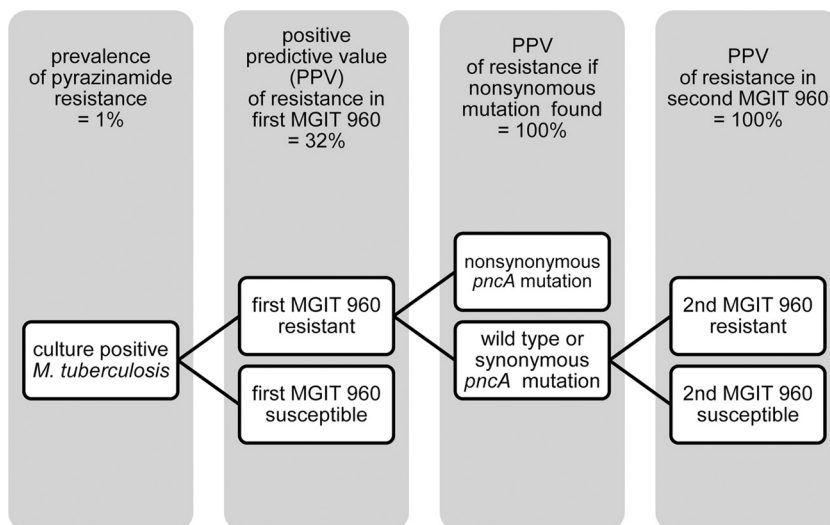 prevalence
of pyrazinamide
resistance
= 1%
positive
predictive value
(PPV)
of resistance in
first MGIT 960
= 32%
PPV
of resistance if
nonsynomous
mutation found
= 100%
PPV
of resistance in
second MGIT 960
= 100%
culture positive
M. tuberculosis
first MGIT 960
resistant
first MGIT 960
susceptible
nonsynonymous
pncA mutation
wild type or
synonymous
pncA mutation
2nd MGIT 960
resistant
2nd MGIT 960
susceptible